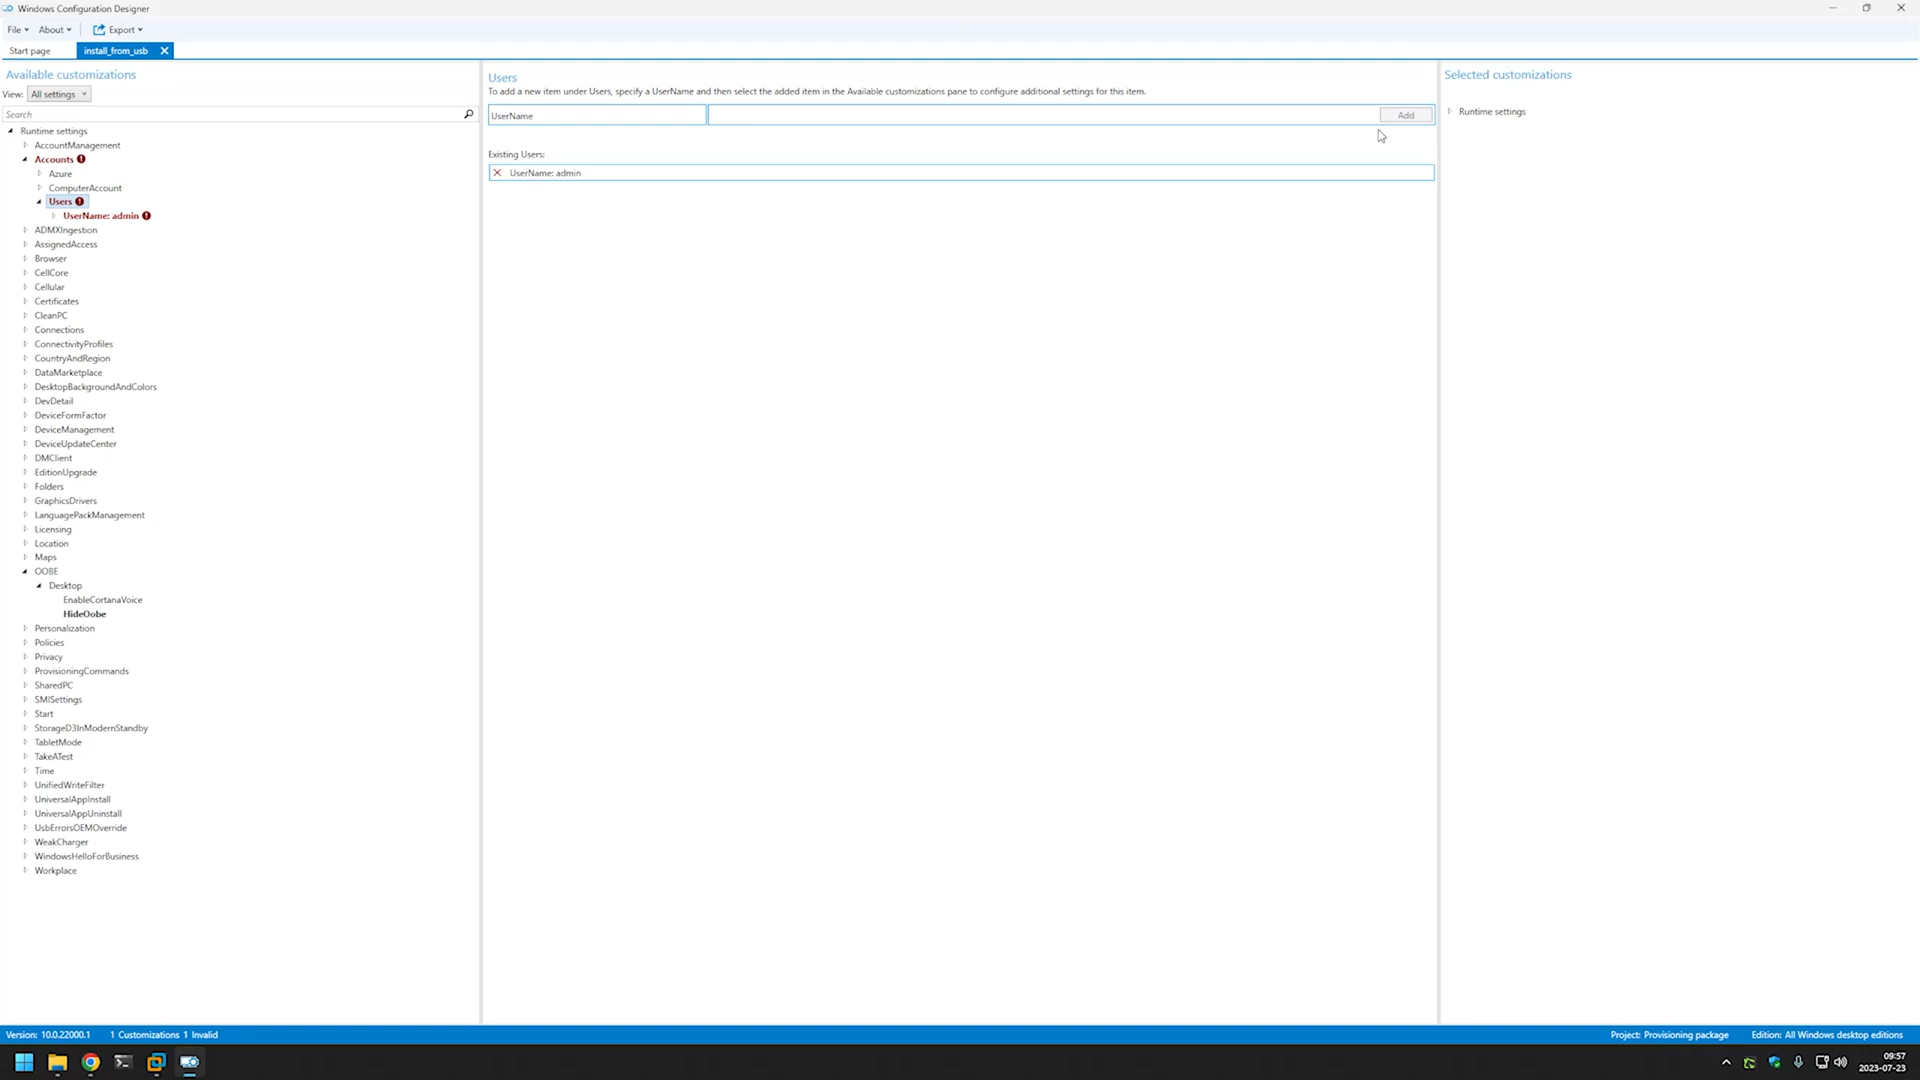 Windows Configuration Designer
File About Export
Start page install_from_usb
Available customizations
View: All settings
Search
Runtime settings
AccountManagement
Accounts
Azure
ComputerAccount
Users
UserName: admin
ADMXIngestion
AssignedAccess
Browser
CellCore
Cellular
Certificates
CleanPC
Connections
ConnectivityProfiles
CountryAndRegion
DataMarketplace
DesktopBackgroundAndColors
DevDetail
DeviceFormFactor
DeviceManagement
DeviceUpdateCenter
DMClient
EditionUpgrade
Folders
GraphicsDrivers
LanguagePackManagement
Licensing
Location
Maps
OOBE
Desktop
EnableCortanaVoice
HideOobe
Personalization
Policies
Privacy
ProvisioningCommands
SharedPC
SMISettings
Start
StorageD3InModernStandby
TabletMode
TakeATest
Time
UnifiedWriteFilter
UniversalAppInstall
UniversalAppUninstall
UsbErrorsOEMOverride
WeakCharger
WindowsHelloForBusiness
Workplace
Users
To add a new item under Users, specify a UserName and then select the added item in the Available customizations pane to configure additional settings for this item.
UserName Add
Existing Users:
UserName: admin
Selected customizations
Runtime settings
Version: 10.0.22000.1 1 Customizations 1 Invalid Project: Provisioning package Edition: All Windows desktop editions
09:57
2023-07-23